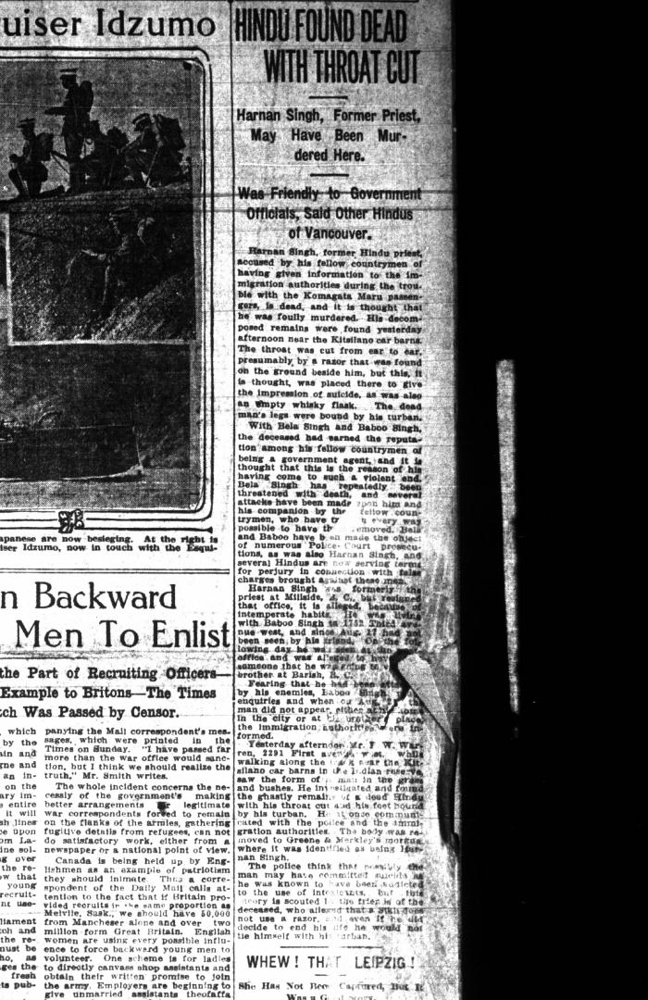 uiser Idzumo
apanese are now besieging. At the right is
iser Idzumo, now in touch with the Esqui-
n Backward
Men To Enlist
the Part of Recruiting Officers—
Example to Britons—The Times
tch Was Passed by Censor.
, which
by the
ain and
gne and
an in-
on the
ary im-
s entire
it will
sh lines
ce upon
om La-
ine sol-
ng over
the re-
ow that
young
recruit-
nt use-
liament
ch and
the re-
must be
ho, as
ages the
fresh
ts pub-
panying the Mail correspondent's mes-
sages, which were printed in the
Times on Sunday. "I have passed far
more than the war office would sanc-
tion, but I think we should realize the
truth," Mr. Smith writes.
The whole incident concerns the ne-
cessly of the government's making
better arrangements for legitimate
war correspondents forced to remain
on the flanks of the armies, gathering
fugitive details from refugees, can not
do satisfactory work, either from a
newspaper or a national point of view.
Canada is being held up by Eng-
lishmen as an example of patriotism
they should inimate. Thus a corre-
spondent of the Daily Mail calls at-
tention to the fact that if Britain pro-
vided recruits in the same proportion as
Melvile, Sask., we should have 50,000
from Mancheser alone and over two
million form Great Britain. English
women are using every possible influ-
ence to force backward young men to
volunteer. One scheme is for ladies
to directly canvass shop assistants and
obtain their written promise to join
the army. Employers are beginning to
give unmarried assistants
HINDU FOUND DEAD
WITH THROAT CUT
Harnan Singh, Former Priest,
May Have Been Mur-
dered Here.
Was Friendly to Government
Officials, Said Other Hindus
of Vancouver.
Harnan Singh, former Hindu priest,
accused by his fellow countrymen of
having given information to the im-
migration authorities during the trou-
ble with the Komagata Maru passen-
gers, is dead, and it is thought that
he was foully murdered. His decom-
posed remains were found yesterday
afternoon near the Kitsilano car barns.
The throat was cut from ear to ear,
presumably by a razor that was found
on the ground beside him, but this, it
is thought, was placed there to give
the impression of suicide, as was also
an empty whisky flask. The dead
man's legs were bound by his turban.
With Bela Singh and Baboo Singh,
the deceased had earned the reputa-
tion among his fellow countrymen of
being a government agent, and it is
thought that this is the reason of his
having come to such a violent end.
Bela Singh has repeatedly been
threatened with death, and several
attacks have been made upon him and
his companion by the fellow coun-
trymen, who have every way
possible to have removed. Bela
and Baboo have been made the object
of numerous Police Court prosecu-
tions, as was also Harnan Singh, and
several Hindus are now serving terms
for perjury in connection with false
charges brought against these men.
Harnan Singh was formerly the
priest at Millside, B. C., but resigned
that office, it is alleged, because of
intemperate habits. He was living
with Baboo Singh in 1752 Third ave-
nue west, and since Aug. 17 had not
been seen by his friend. On the fol-
lowing day he was seen at the
office and was alleged to have
someone that he was going to
brother at Barish, B. C.
Fearing that he had been
by his enemies, Baboo Singh
enquiries and when on Aug. the
man did not appear either at
in the city or at his brother's place,
the immigration authorities were in-
formed.
Yesterday afternoon Mr. F. W. War-
ren, 2291 First avenue west, while
walking along the near the Kit-
silano car barns in the Indian reserve,
saw the form of a man in the grass
and bushes. He investigated and found
the ghastly remains of a dead Hindu
with his throat cut and his feet bound
by his turban. He at once communi-
cated with the police and the immi-
gration authorities. The body was re-
moved to Greene & Merkley's morgue,
where it was identified as being Har-
nan Singh.
The police think that possibly the
man may have committed suicide as
he was known to have been addicted
to the use of intoxicants, but this
theory is scouted by the friends of the
deceased, who alleged that a Sikh does
not use a razor, and even if he did
decide to end his life he would not
tie himself with his turban.
WHEW! THAT LEIPZIG!
She Has Not Been Captured, But It
Was a Good Story.